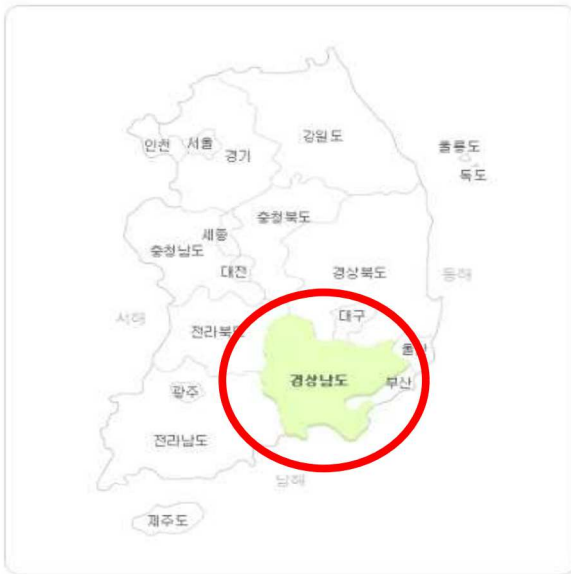 강원도
인천
서울
경기
울릉도
독도
충청북도
세종
충청남도
대전
경상북도
동해
서해
대구
전라북도
울산
경상남도
부산
광주
전라남도
남해
제주도